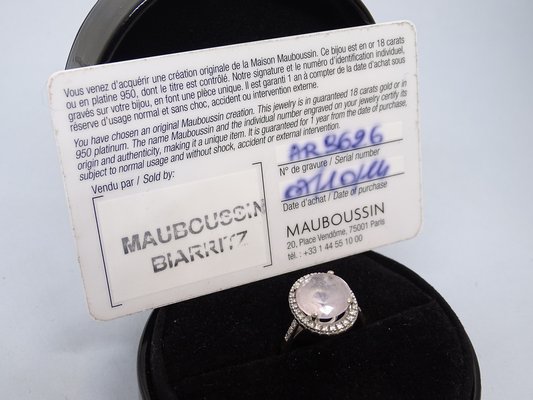 Vous venez d'acquérir une création originale de la Maison Mauboussin. Ce bijou est en or 18 carats
ou en platine 950, dont le titre est contrôlé. Notre signature et le numéro d'identification individuel,
gravés sur votre bijou, en font une pièce unique. Il est garanti 1 an à compter de la date d'achat sous
réserve d'usage normal et sans choc, accident ou intervention externe.
You have chosen an original Mauboussin creation. This jewelry is in guaranteed 18 carats gold or in
950 platinum. The name Mauboussin and the individual number engraved on your jewelry certify its
origin and authenticity, making it a unique item. It is guaranteed for 1 year from the date of purchase,
subject to normal usage and without shock, accident or external intervention.
Vendu par / Sold by:
MAUBOUSSIN
BIARRITZ
AR9696
N° de gravure / Serial number
07/10/14
Date d'achat / Date of purchase
MAUBOUSSIN
20, Place Vendôme, 75001 Paris
tél. : +33 1 44 55 10 00